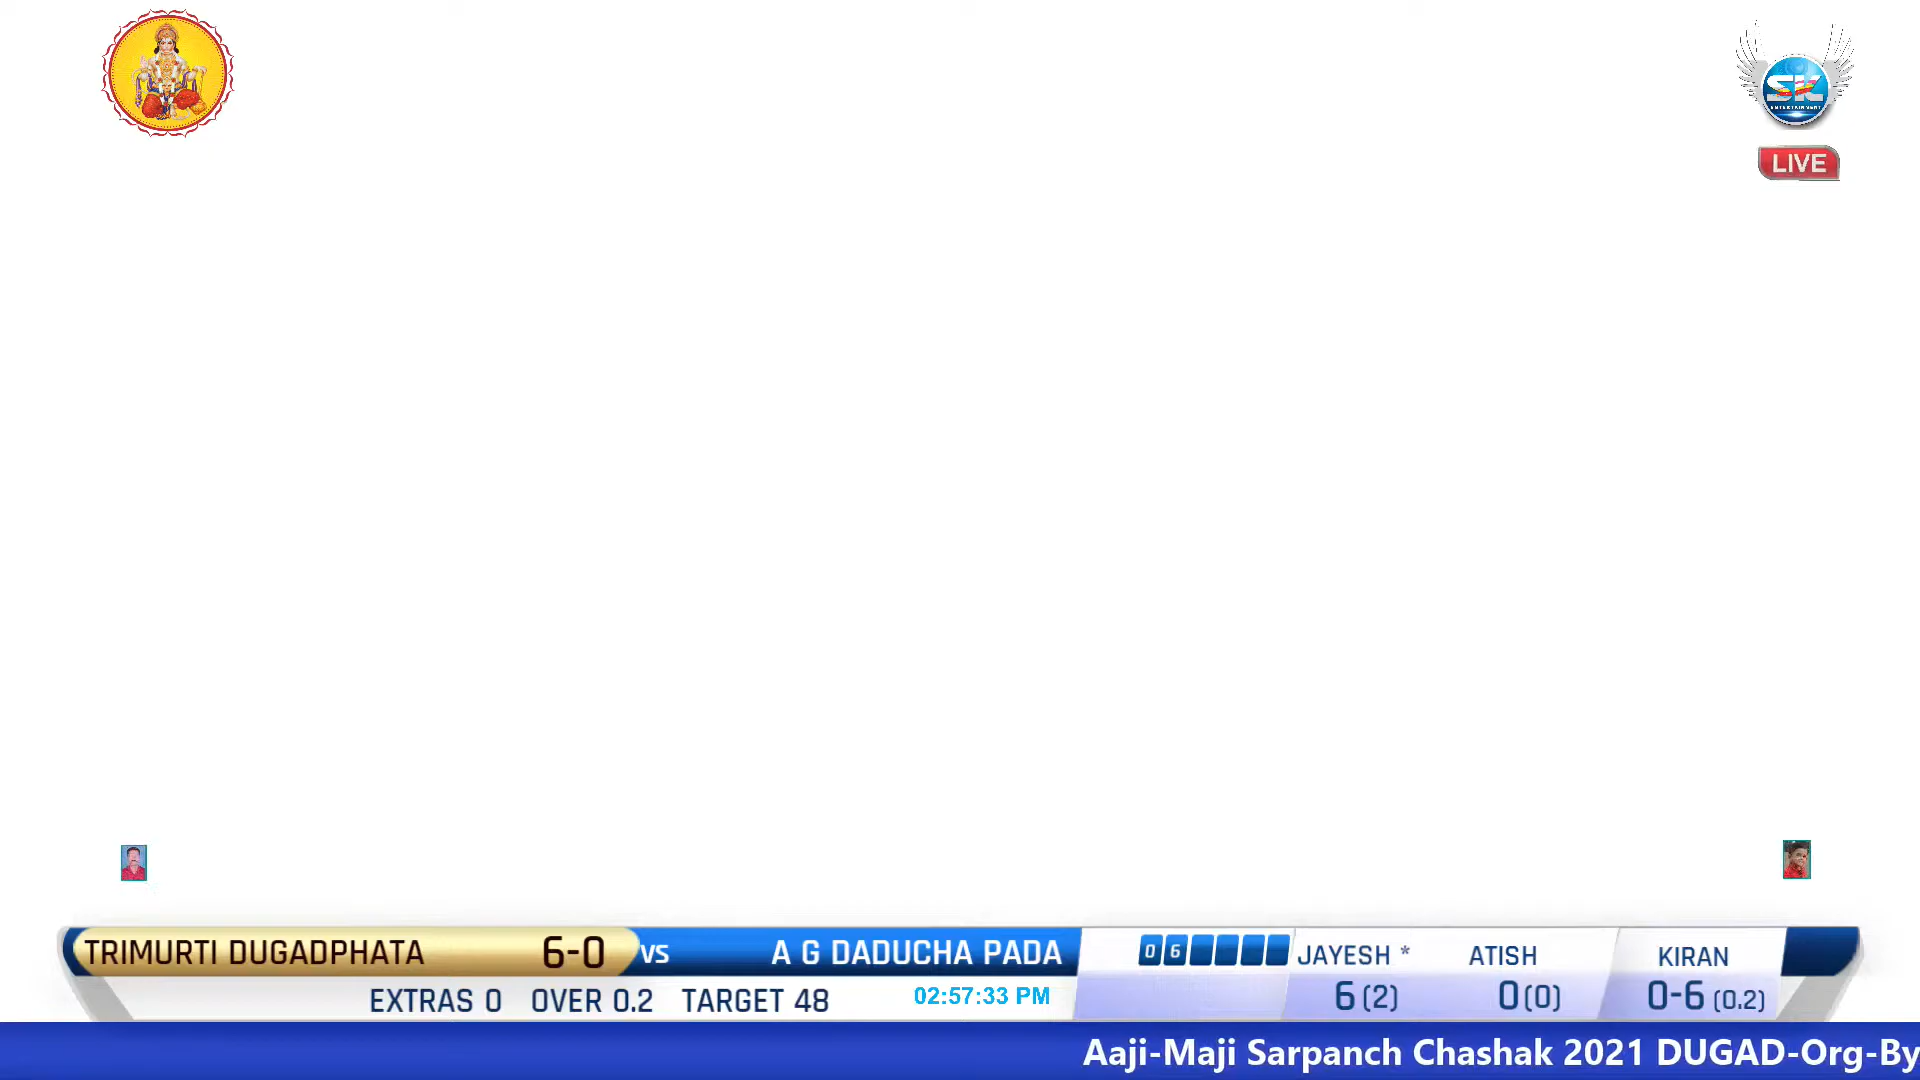 SK
ENTERTAINMENT
LIVE
TRIMURTI DUGADPHATA 6-0 VS A G DADUCHA PADA 0 6 JAYESH * ATISH KIRAN
EXTRAS 0 OVER 0.2 TARGET 48 02:57:33 PM 6 (2) 0 (0) 0-6 (0.2)
Aaji-Maji Sarpanch Chashak 2021 DUGAD-Org-By